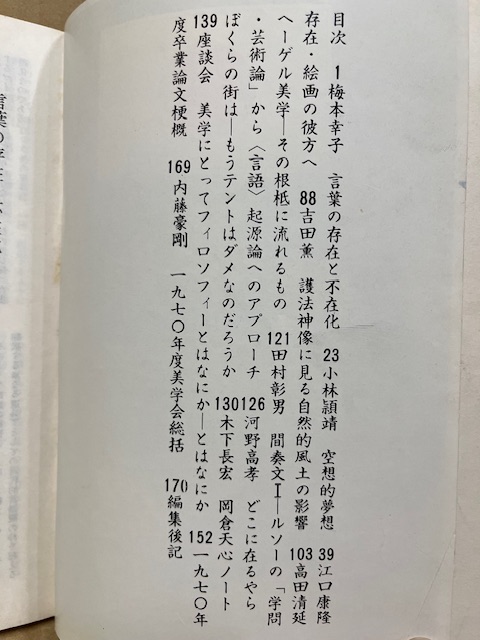 目次　1梅本幸子　言葉の存在と不在化　23小林頴靖　空想的夢想　39江口康隆
存在・絵画の彼方へ　88吉田薫　護法神像に見る自然的風土の影響　103高田清延
ヘーゲル美学―その根柢に流れるもの　121田村彰男　間奏文Ⅰ―ルソーの「学問
・芸術論」から〈言語〉起源論へのアプローチ　126河野高孝　どこに在るやら
ぼくらの街は―もうテントはダメなのだろうか　130木下長宏　岡倉天心ノート
139座談会　美学にとってフィロソフィーとはなにか―とはなにか　152一九七〇年
度卒業論文梗概　169内藤豪剛　一九七〇年度美学会総括　170編集後記
言葉の存在